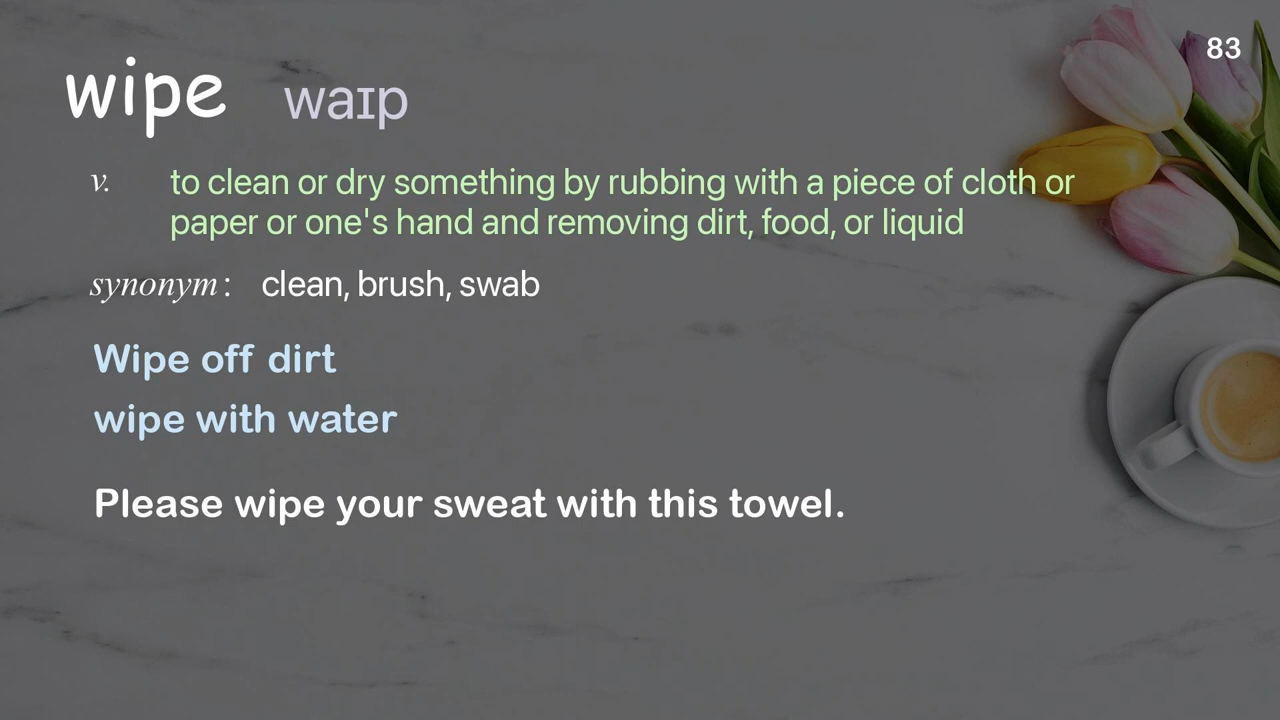 83
wipe waɪp
v. to clean or dry something by rubbing with a piece of cloth or
paper or one's hand and removing dirt, food, or liquid
synonym : clean, brush, swab
Wipe off dirt
wipe with water
Please wipe your sweat with this towel.